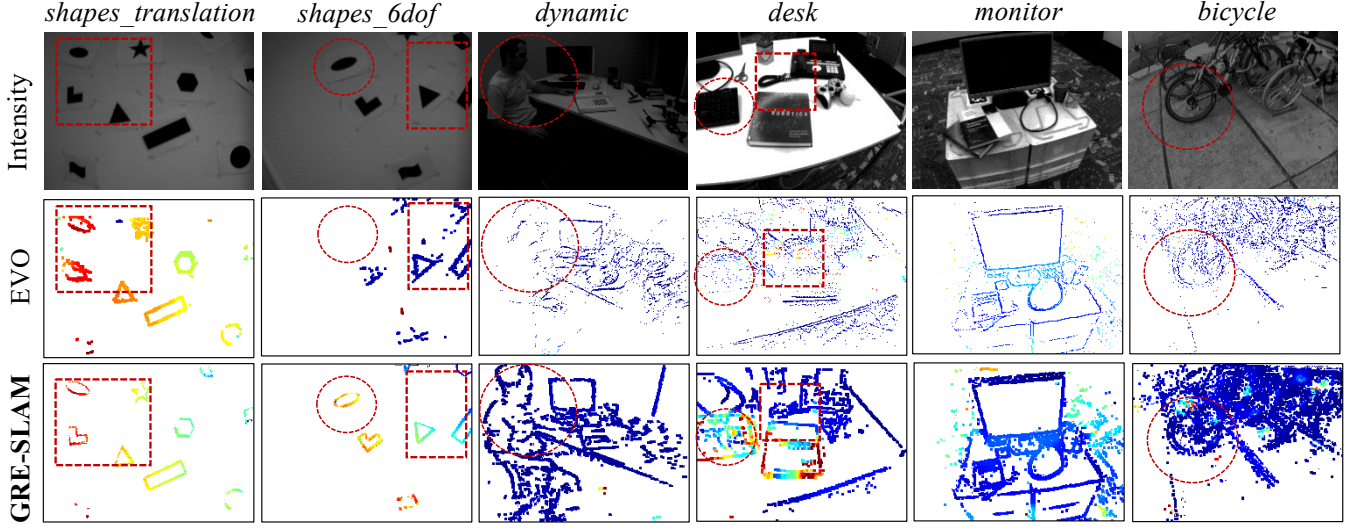 shapes_translation shapes_6dof dynamic desk monitor bicycle
Intensity
EVO
GRE-SLAM